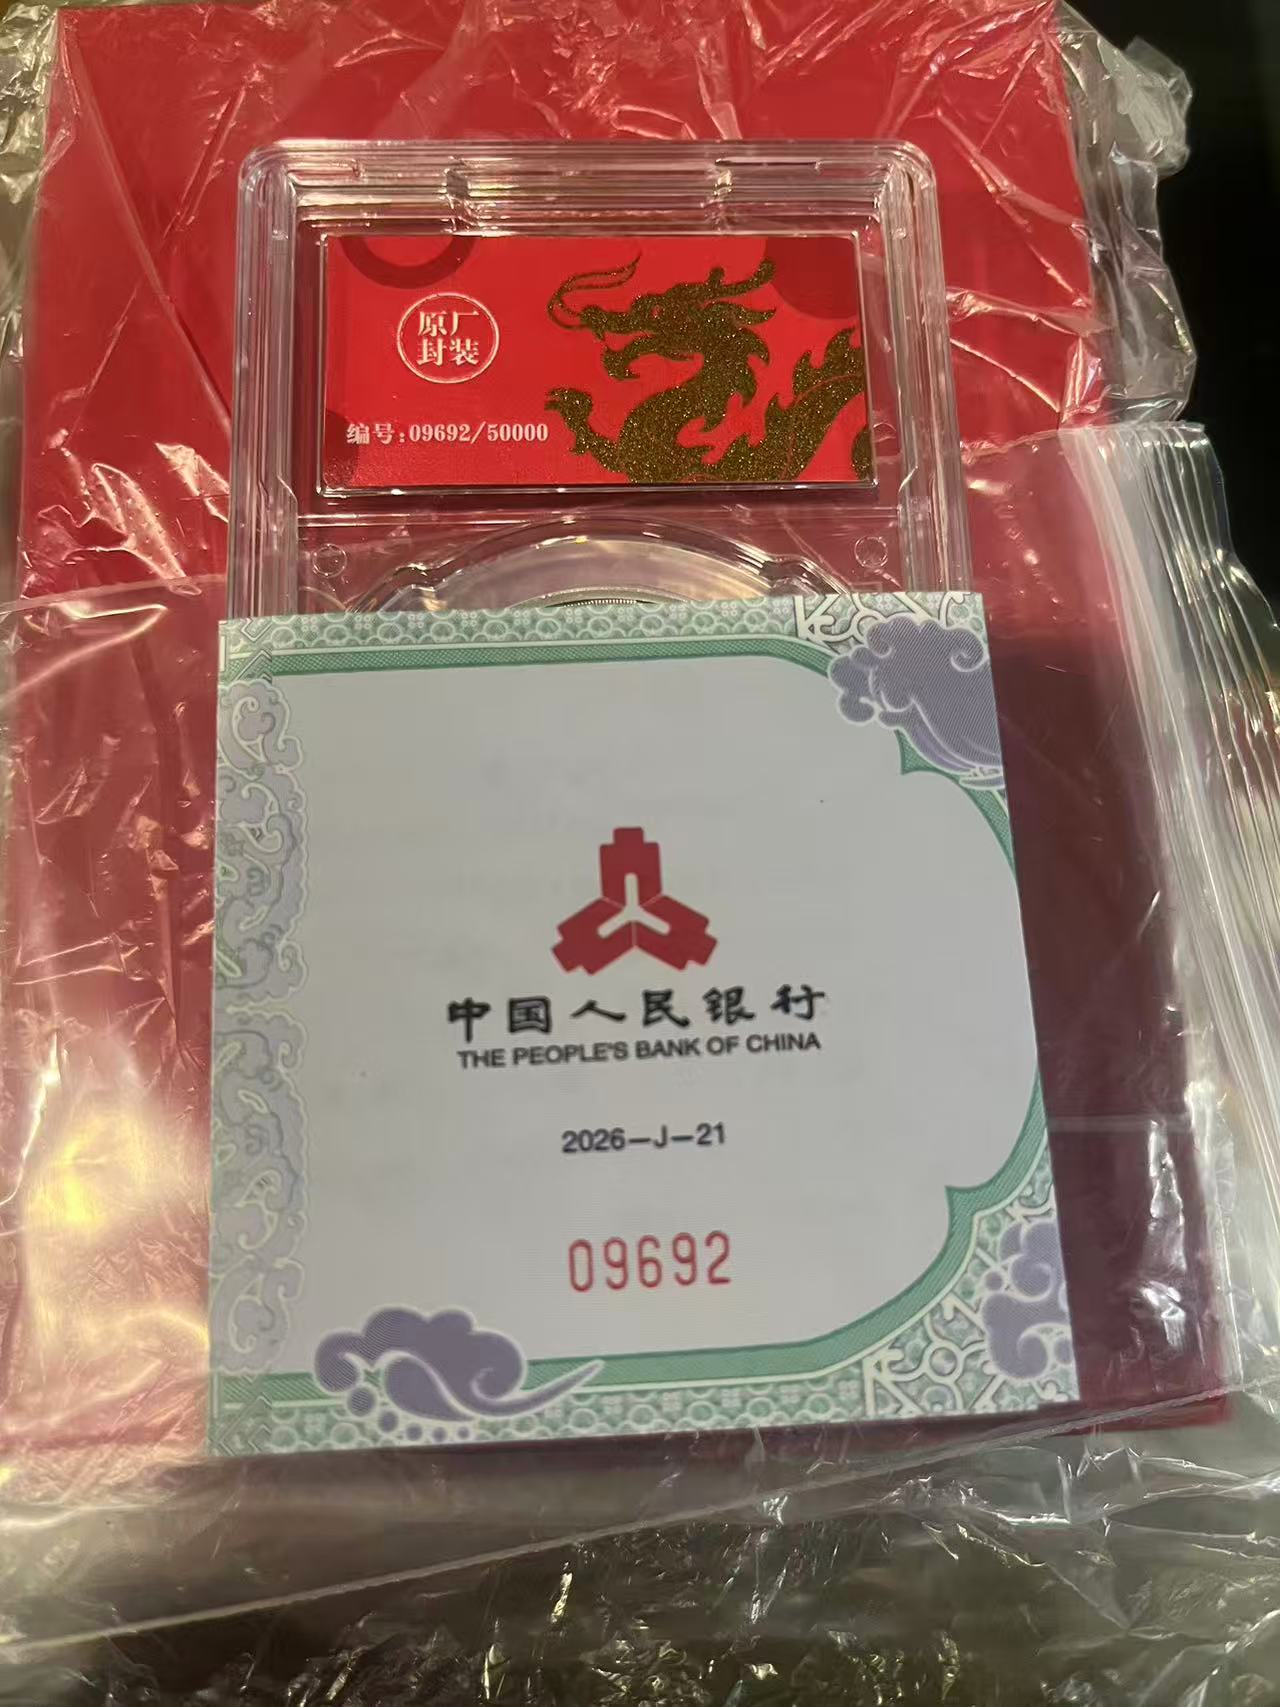 原厂
封装
编号:09692/50000
中国人民银行
THE PEOPLE'S BANK OF CHINA
2026-J-21
09692